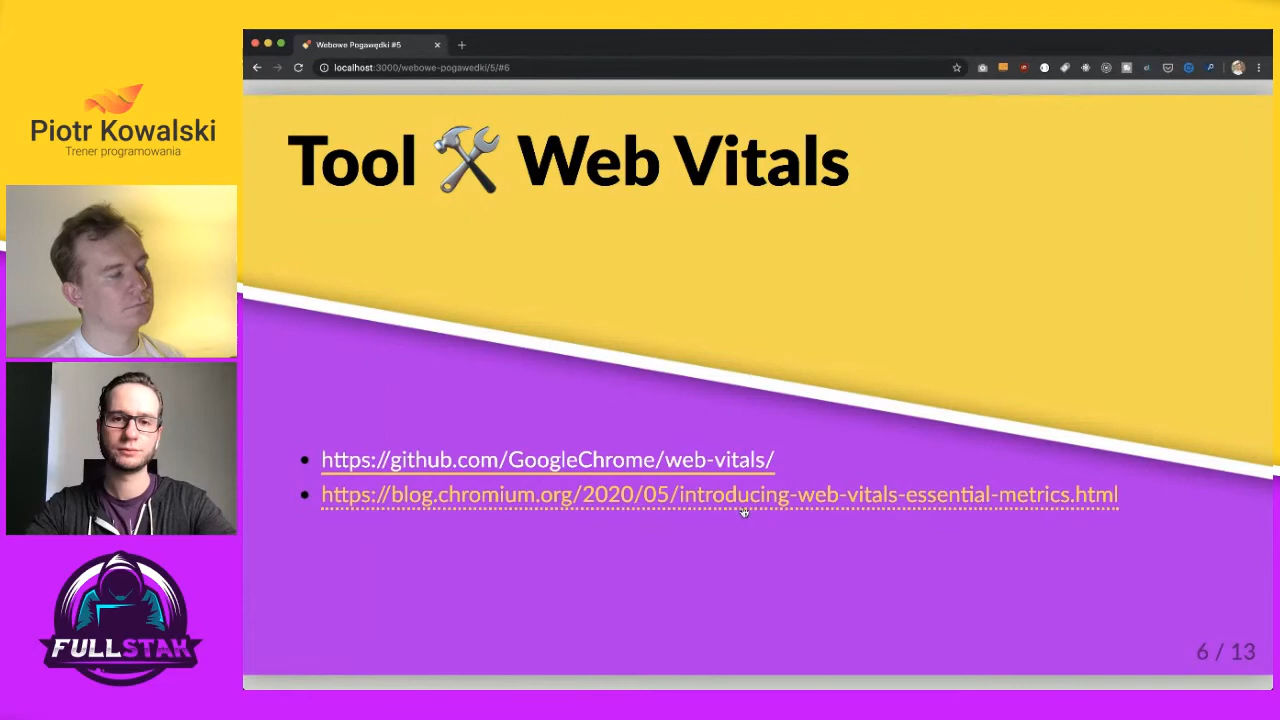 Webowe Pogawędki #5
localhost:3000/webowe-pogawedki/5/#6
Piotr Kowalski
Trener programowania
Tool 🛠 Web Vitals
https://github.com/GoogleChrome/web-vitals/
https://blog.chromium.org/2020/05/introducing-web-vitals-essential-metrics.html
FULLSTAK
6 / 13